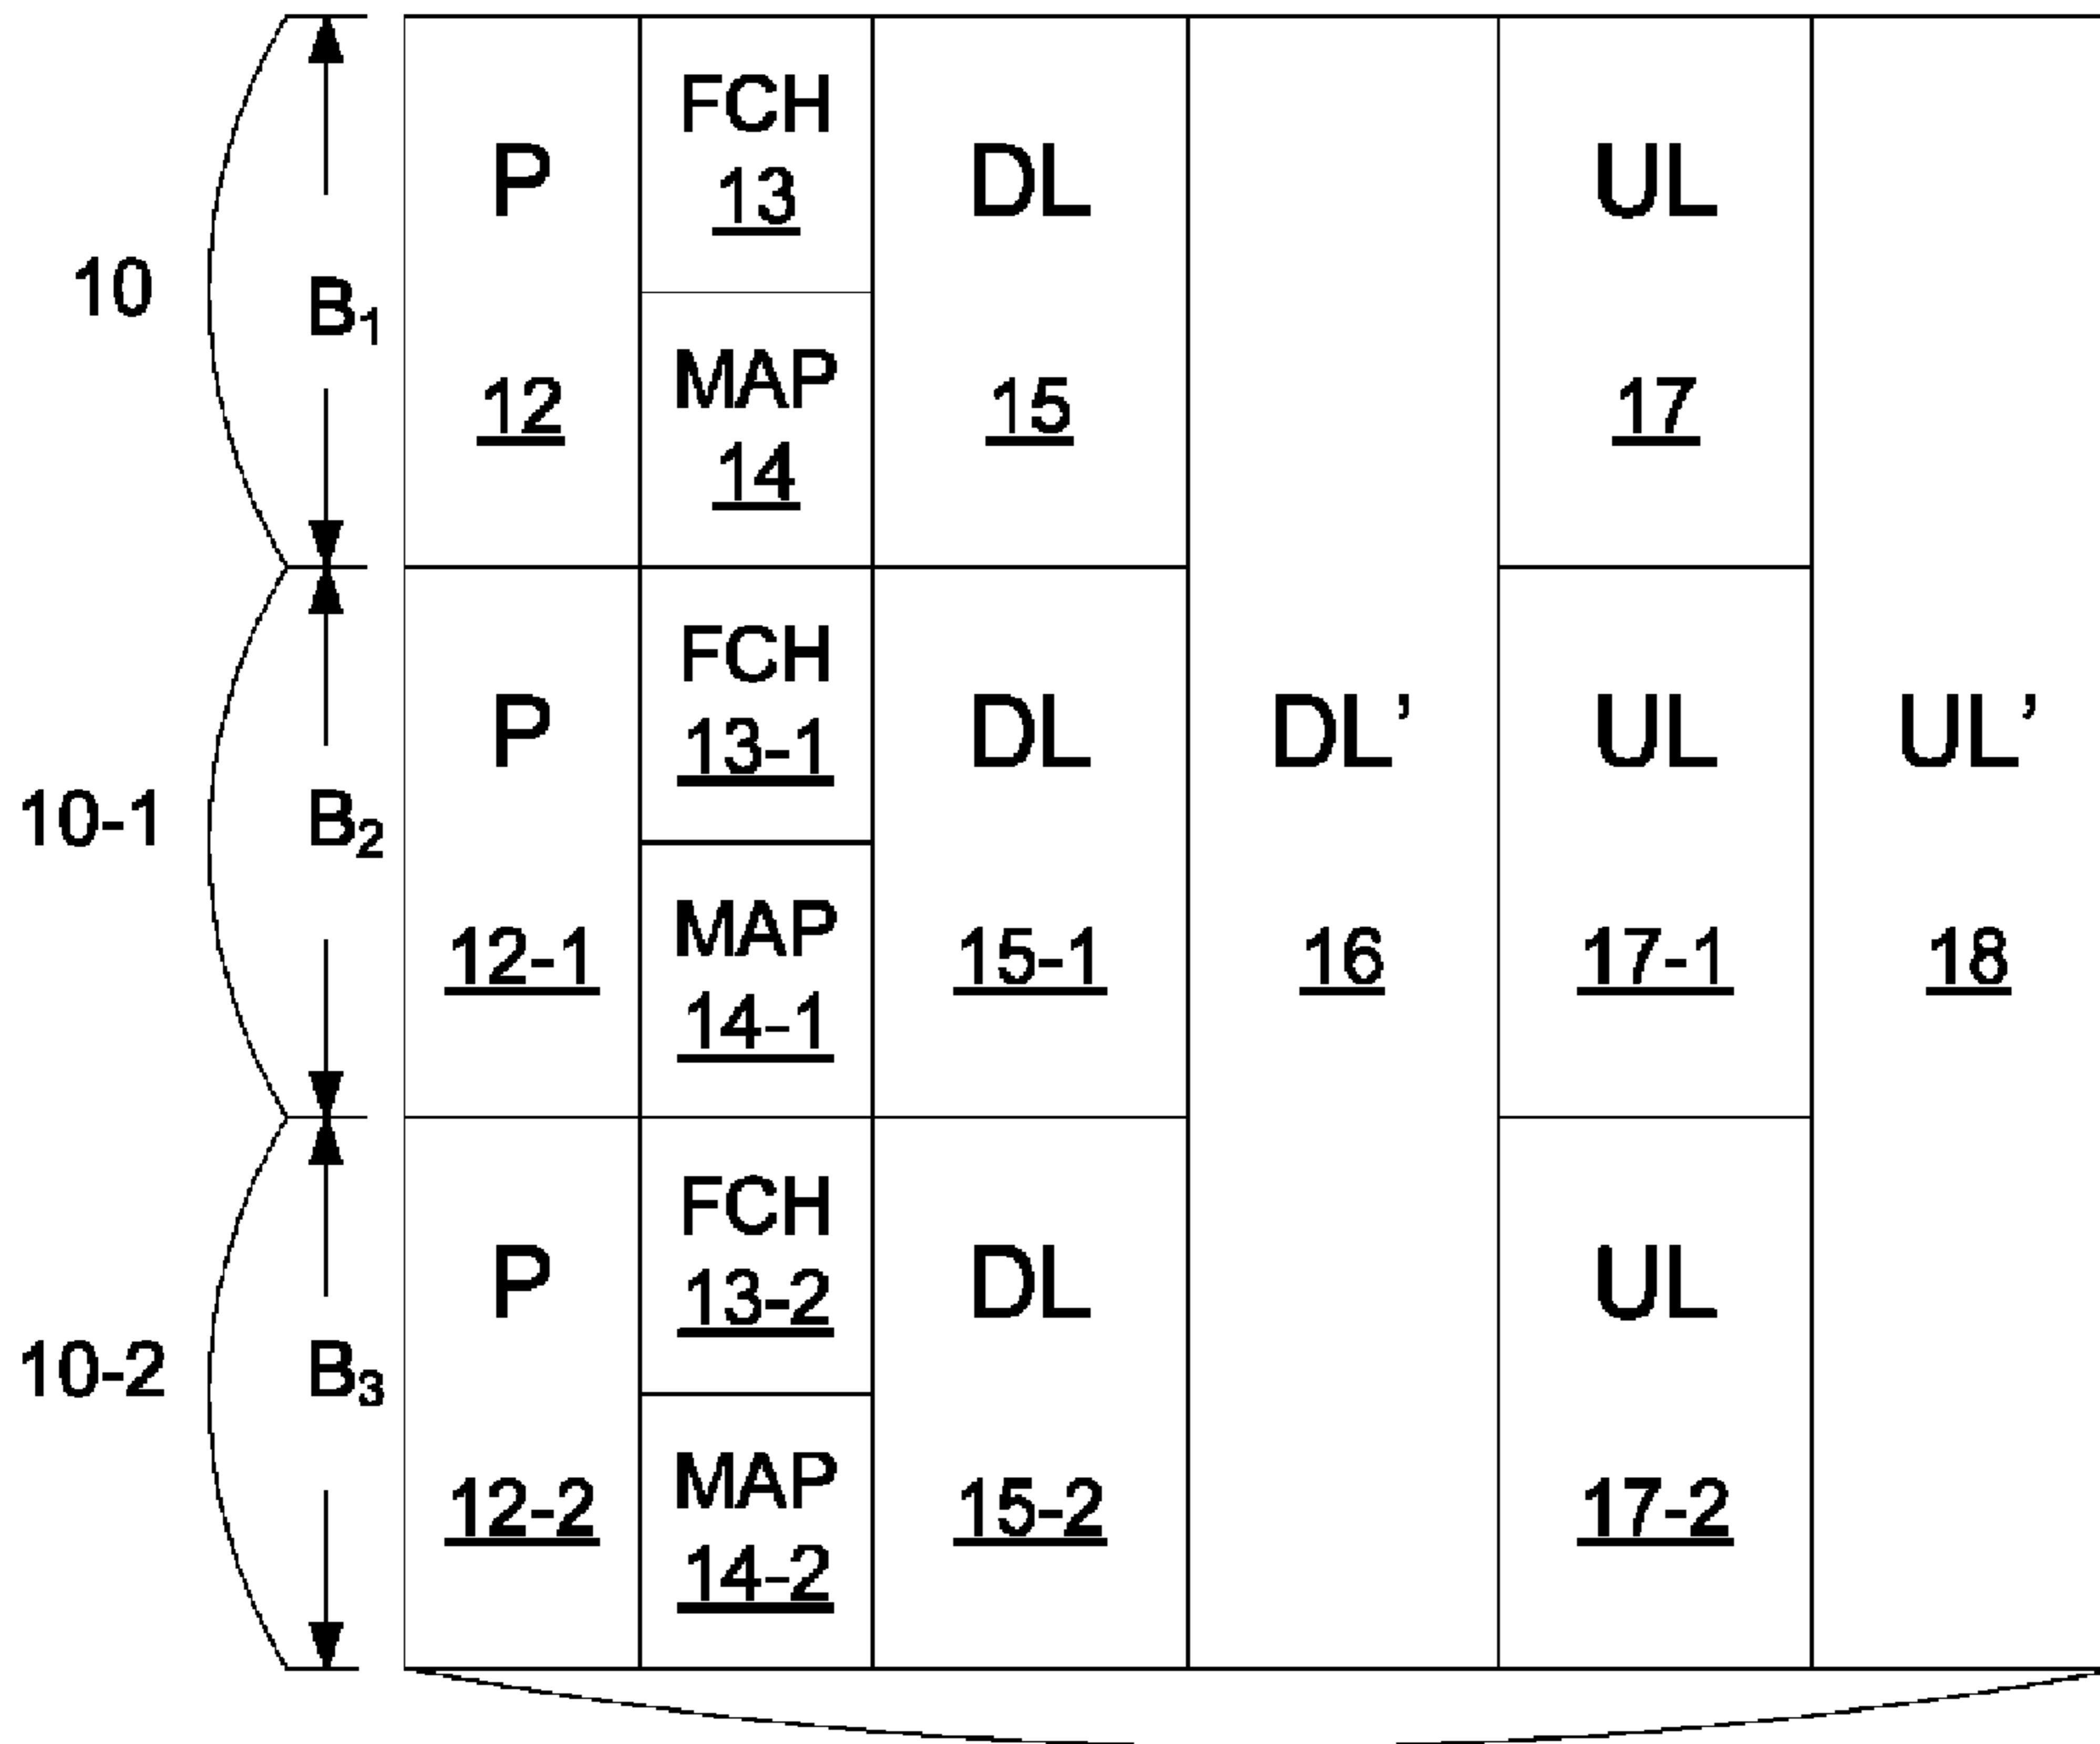 10
B₁
P
12
FCH
13
MAP
14
DL
15
UL
17
10-1
B₂
P
12-1
FCH
13-1
MAP
14-1
DL
15-1
DL’
16
UL
17-1
UL’
18
10-2
B₃
P
12-2
FCH
13-2
MAP
14-2
DL
15-2
UL
17-2